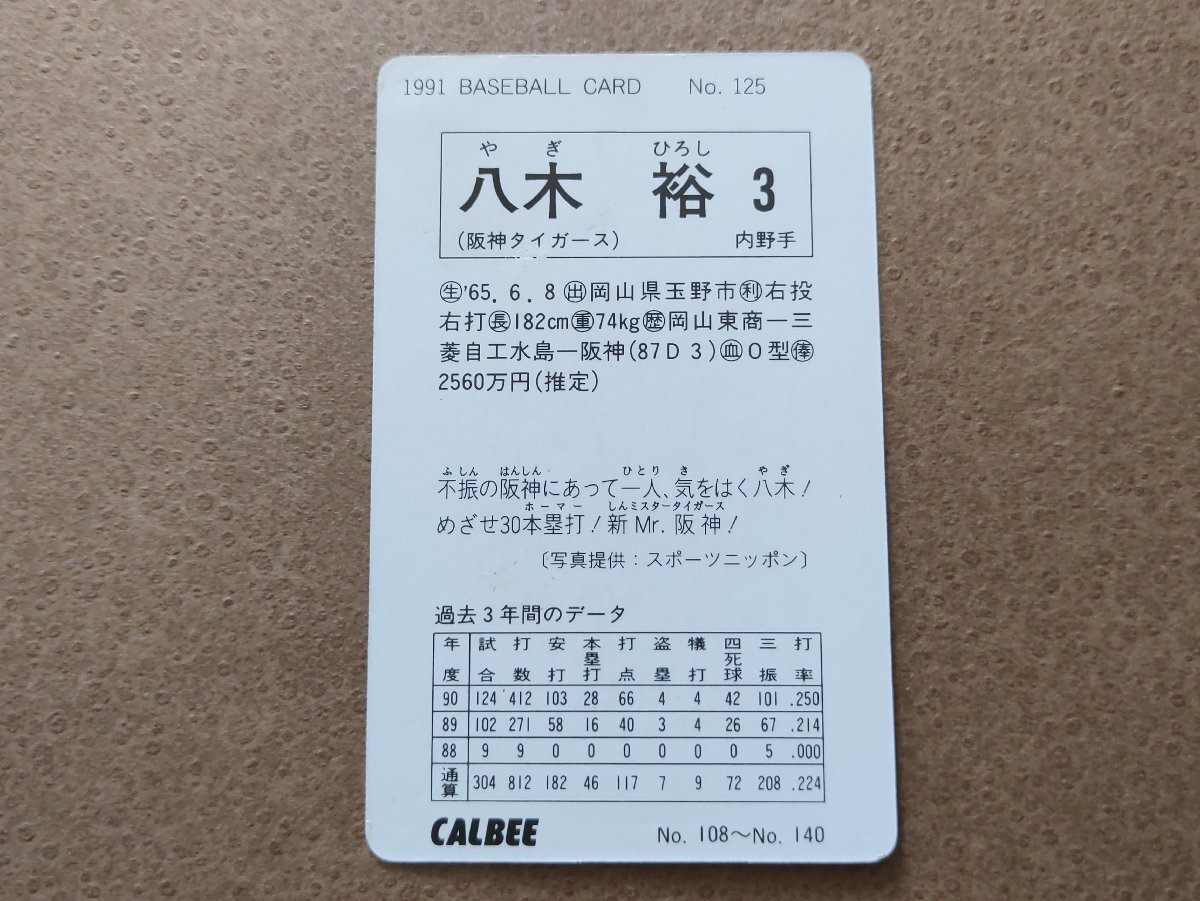 1991 BASEBALL CARD No. 125
やぎ ひろし
八木 裕 3
(阪神タイガース) 内野手
㊤'65. 6. 8 出岡山県玉野市利右投
右打長182cm重74kg歴岡山東商―三
菱自工水島―阪神(87D3)血O型俸
2560万円(推定)
ふしん はんしん ひとり き やぎ
不振の阪神にあって一人、気をはく八木!
ホーマー しんミスタータイガース
めざせ30本塁打!新Mr.阪神!
〔写真提供:スポーツニッポン〕
過去3年間のデータ
年度 試合 打数 安打 本塁打 打点 盗塁 犠打 四死球 三振 打率
90 124 412 103 28 66 4 4 42 101 .250
89 102 271 58 16 40 3 4 26 67 .214
88 9 9 0 0 0 0 0 0 5 .000
通算 304 812 182 46 117 7 9 72 208 .224
CALBEE No. 108~No. 140